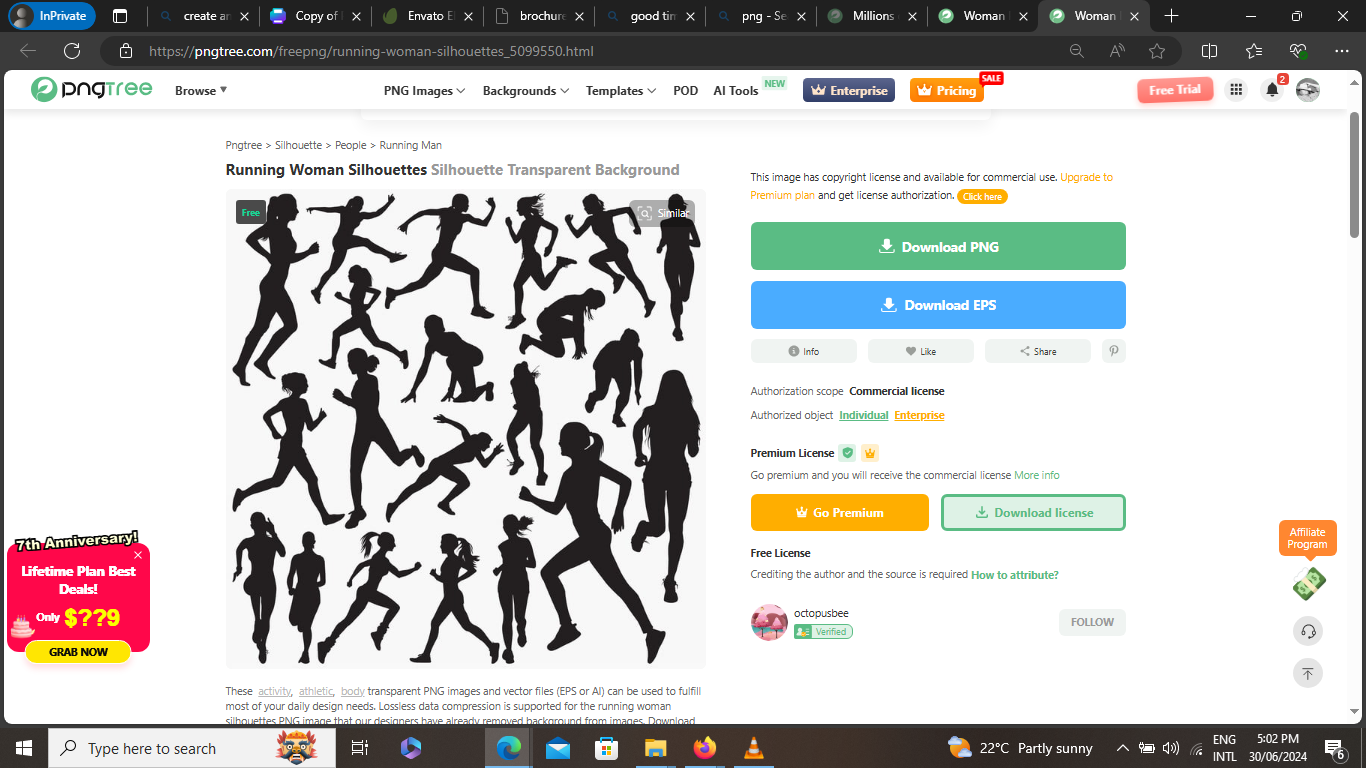 InPrivate
create an
Copy of
Envato El
brochure
good tim
png - Se
Millions
Woman
Woman
https://pngtree.com/freepng/running-woman-silhouettes_5099550.html
pngtree
Browse
PNG Images
Backgrounds
Templates
POD
AI Tools
NEW
Enterprise
Pricing
SALE
Free Trial
2
Pngtree > Silhouette > People > Running Man
Running Woman Silhouettes Silhouette Transparent Background
Free
Similar
This image has copyright license and available for commercial use. Upgrade to
Premium plan and get license authorization. Click here
Download PNG
Download EPS
Info
Like
Share
Authorization scope Commercial license
Authorized object Individual Enterprise
Premium License
Go premium and you will receive the commercial license More info
Go Premium
Download license
Free License
Crediting the author and the source is required How to attribute?
octopusbee
Verified
FOLLOW
7th Anniversary!
Lifetime Plan Best
Deals!
Only $??9
GRAB NOW
Affiliate
Program
These activity, athletic, body transparent PNG images and vector files (EPS or AI) can be used to fulfill
most of your daily design needs. Lossless data compression is supported for the running woman
silhouettes PNG image that our designers have already removed background from images. Download
Type here to search
22°C Partly sunny
ENG
INTL
5:02 PM
30/06/2024
6